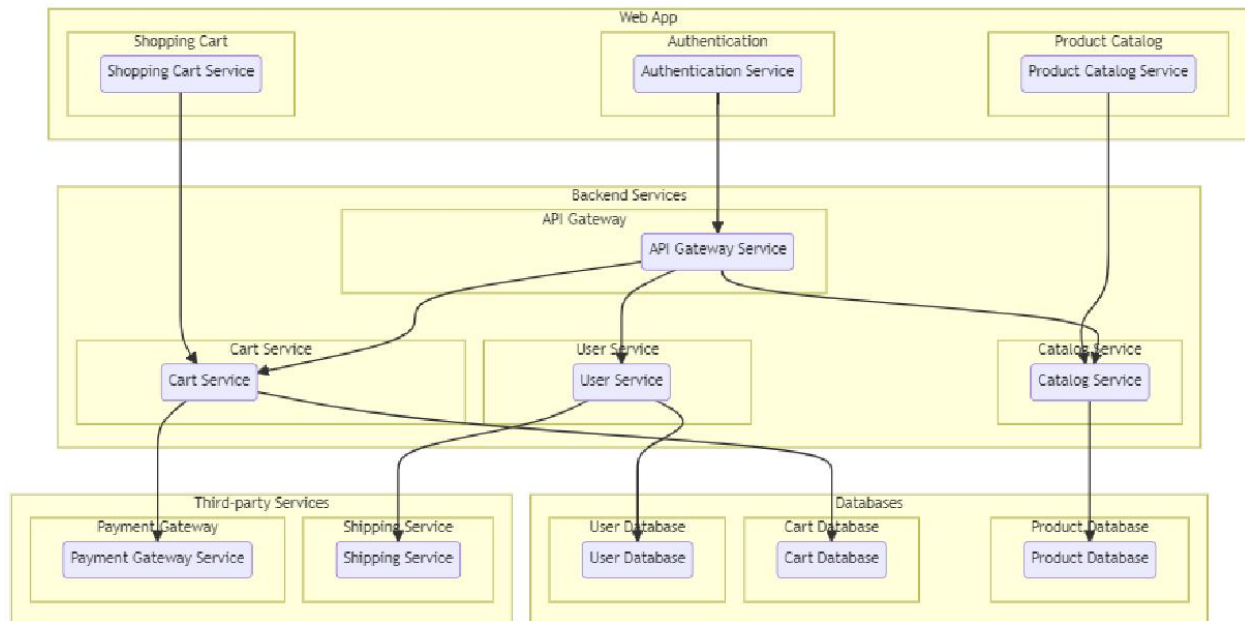 Web App
Shopping Cart
Authentication
Product Catalog
Shopping Cart Service
Authentication Service
Product Catalog Service
Backend Services
API Gateway
API Gateway Service
Cart Service
User Service
Catalog Service
Cart Service
User Service
Catalog Service
Third-party Services
Databases
Payment Gateway
Shipping Service
User Database
Cart Database
Product Database
Payment Gateway Service
Shipping Service
User Database
Cart Database
Product Database